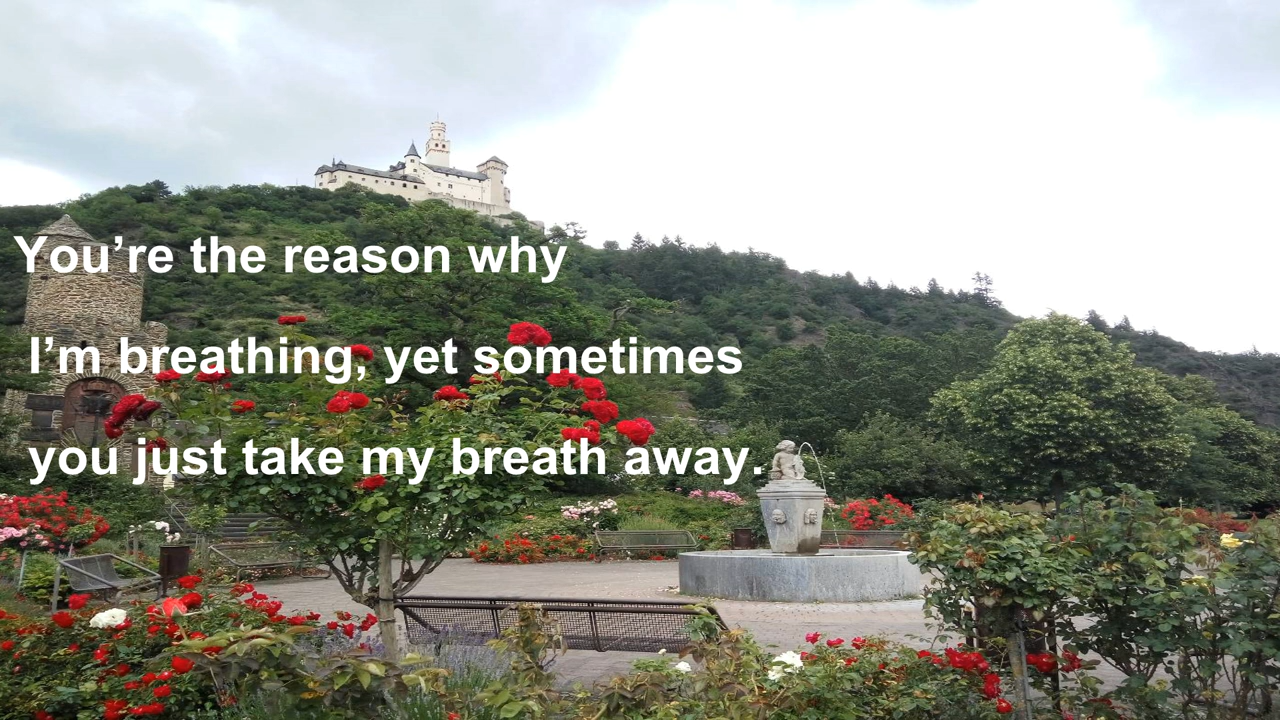 You’re the reason why
I’m breathing, yet sometimes
you just take my breath away.